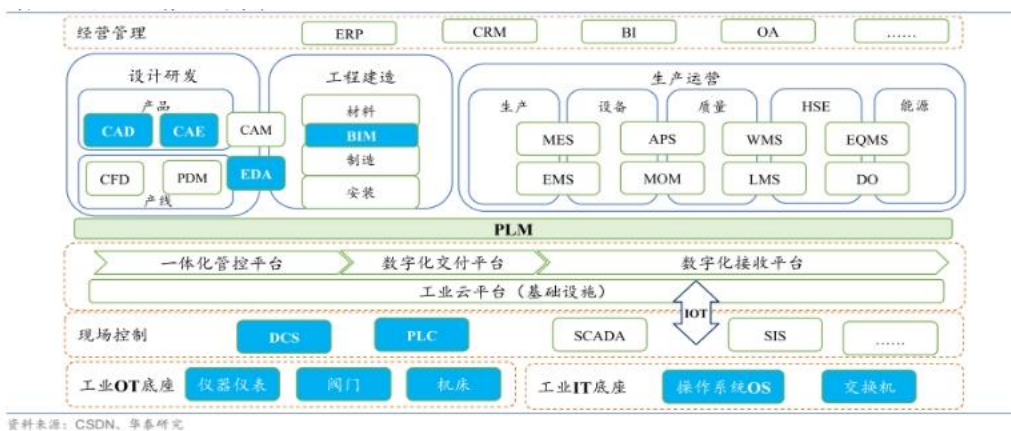 经营管理 ERP CRM BI OA ……
设计研发 工程建造 生产运营
产品 材料 生产 设备 质量 HSE 能源
CAD CAE CAM BIM MES APS WMS EQMS
制造
CFD PDM EDA 安装 EMS MOM LMS DO
产线
PLM
一体化管控平台 数字化交付平台 数字化接收平台
工业云平台（基础设施）
IOT
现场控制 DCS PLC SCADA SIS ……
工业OT底座 仪器仪表 阀门 机床 工业IT底座 操作系统OS 交换机
资料来源：CSDN、华泰研究